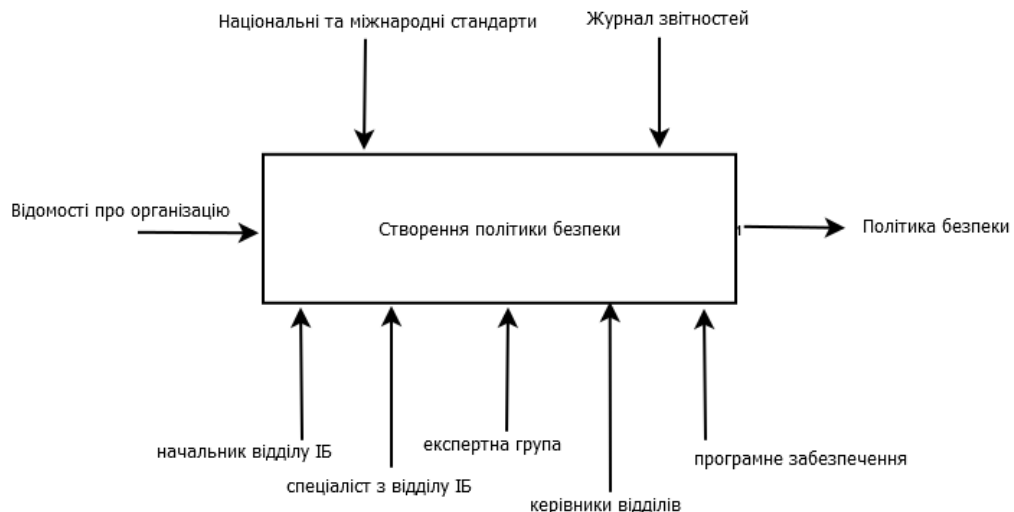 Національні та міжнародні стандарти
Журнал звітностей
Відомості про організацію
Створення політики безпеки
Політика безпеки
начальник відділу ІБ
спеціаліст з відділу ІБ
експертна група
керівники відділів
програмне забезпечення